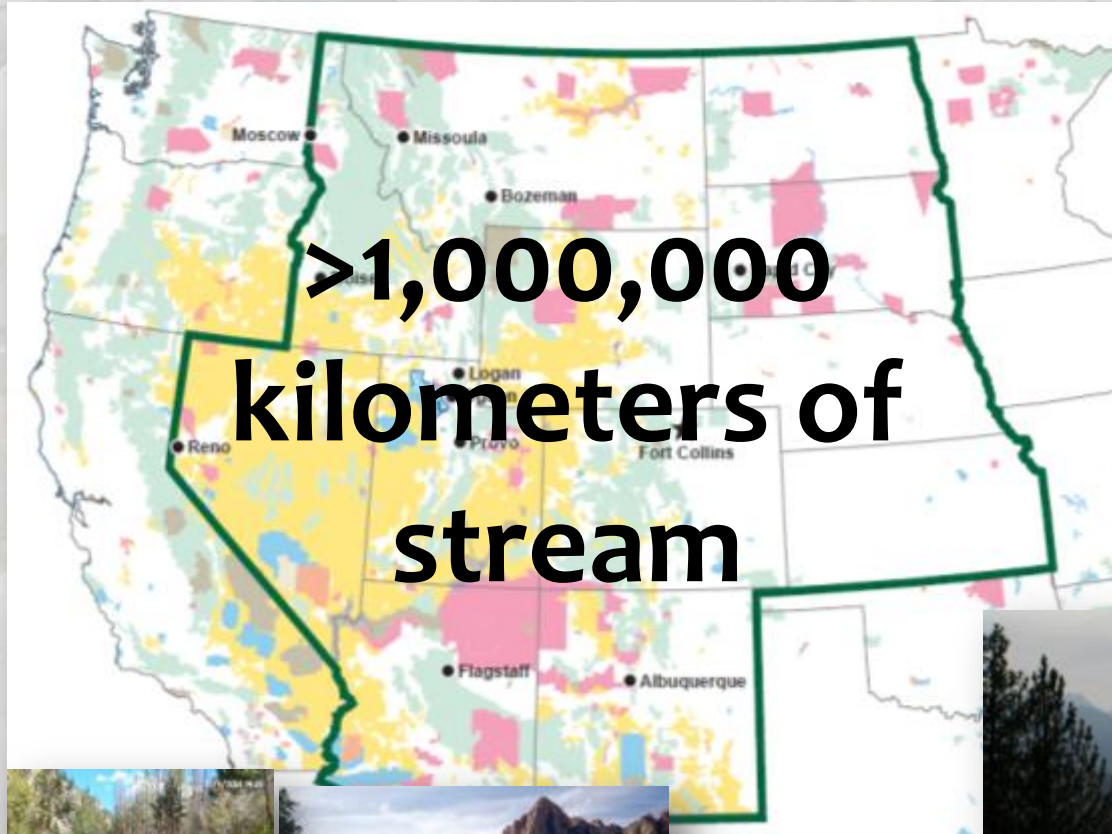 Moscow
Missoula
Bozeman
>1,000,000
Logan
kilometers of
Reno
Provo
Fort Collins
stream
Flagstaff
Albuquerque